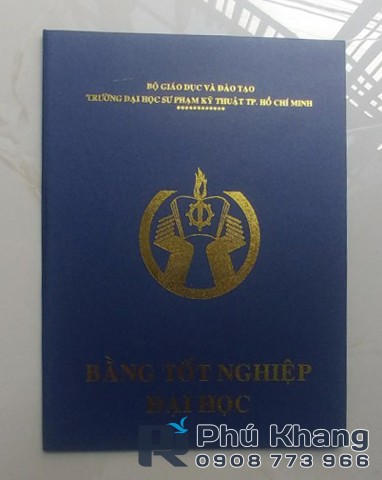 BỘ GIÁO DỤC VÀ ĐÀO TẠO
TRƯỜNG ĐẠI HỌC SƯ PHẠM KỸ THUẬT TP. HỒ CHÍ MINH
************
BẰNG TỐT NGHIỆP
ĐẠI HỌC
Phú Khang
0908 773 966